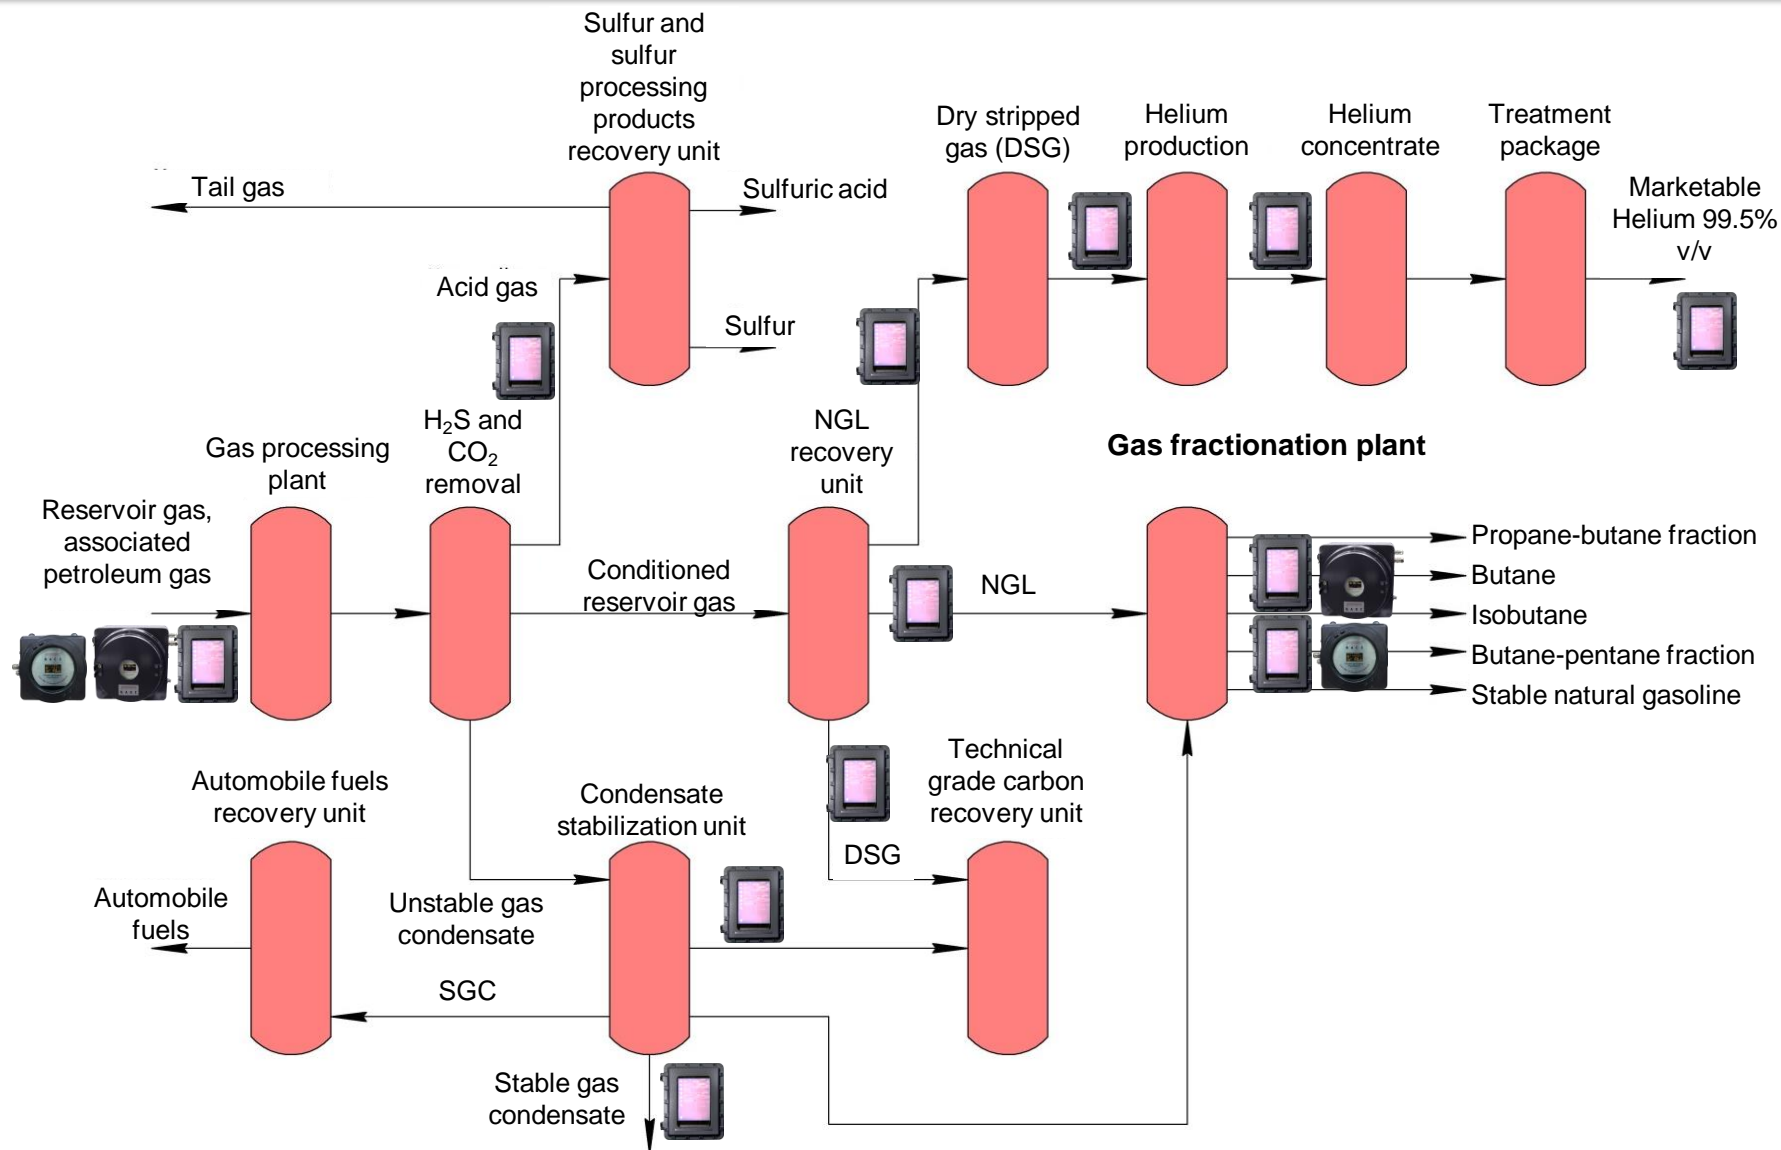 Sulfur and
sulfur
processing
products
recovery unit
Dry stripped
gas (DSG)
Helium
production
Helium
concentrate
Treatment
package
Tail gas
Sulfuric acid
Marketable
Helium 99.5%
v/v
Acid gas
Sulfur
H₂S and
CO₂
removal
Gas processing
plant
NGL
recovery
unit
Gas fractionation plant
Reservoir gas,
associated
petroleum gas
Conditioned
reservoir gas
NGL
Propane-butane fraction
Butane
Isobutane
Butane-pentane fraction
Stable natural gasoline
Automobile fuels
recovery unit
Condensate
stabilization unit
Technical
grade carbon
recovery unit
DSG
Automobile
fuels
Unstable gas
condensate
SGC
Stable gas
condensate